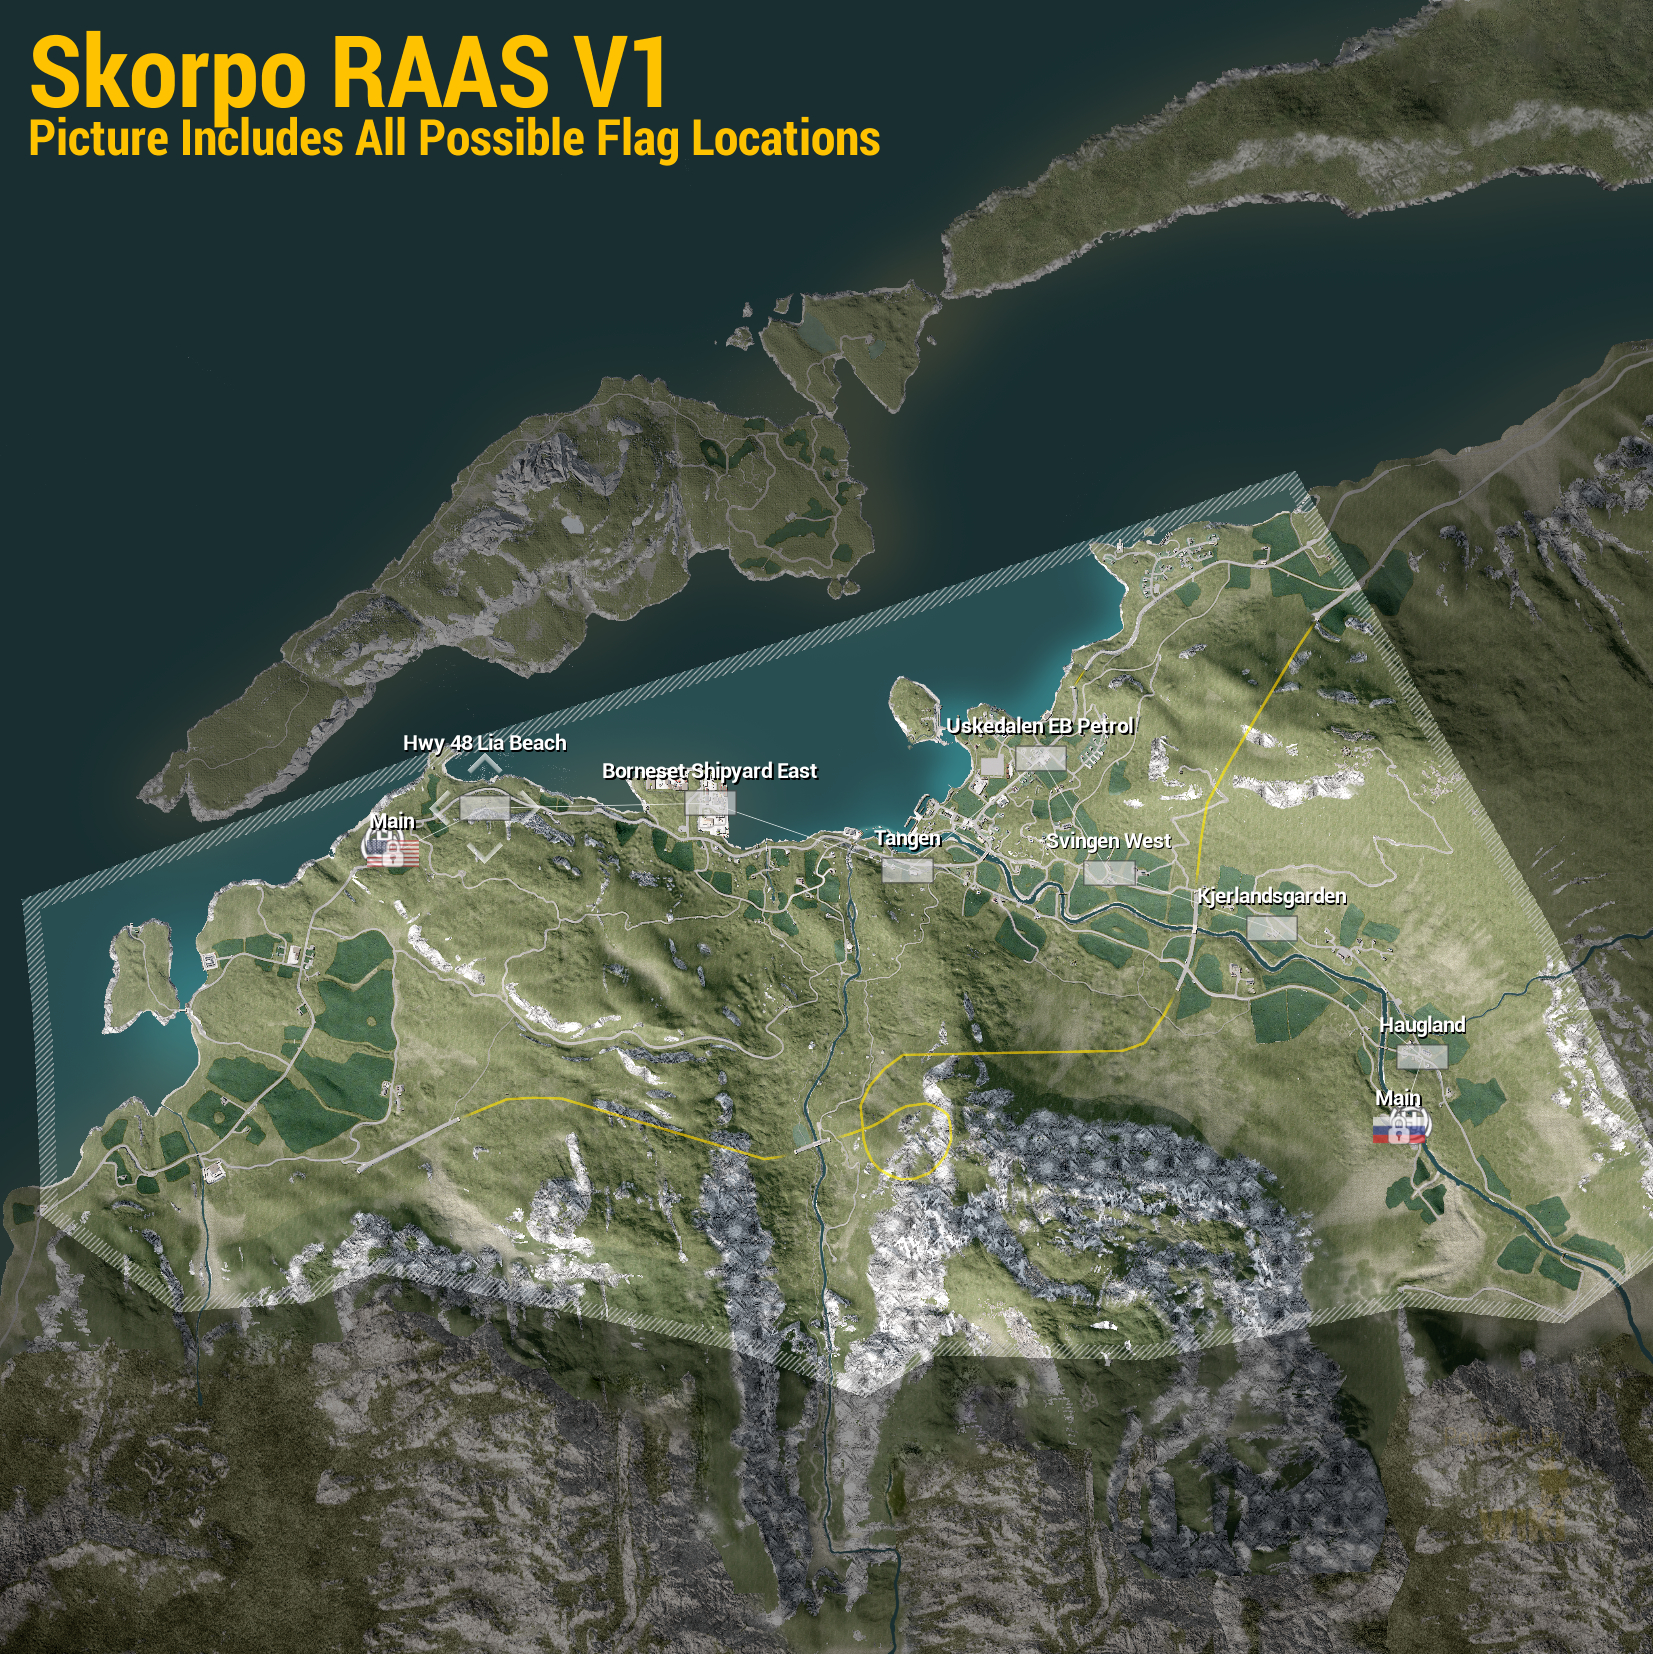 Skorpo RAAS V1
Picture Includes All Possible Flag Locations
Uskedalen EB Petrol
Hwy 48 Lia Beach
Borneset Shipyard East
Main
Tangen
Svingen West
Kjerlandsgarden
Haugland
Main